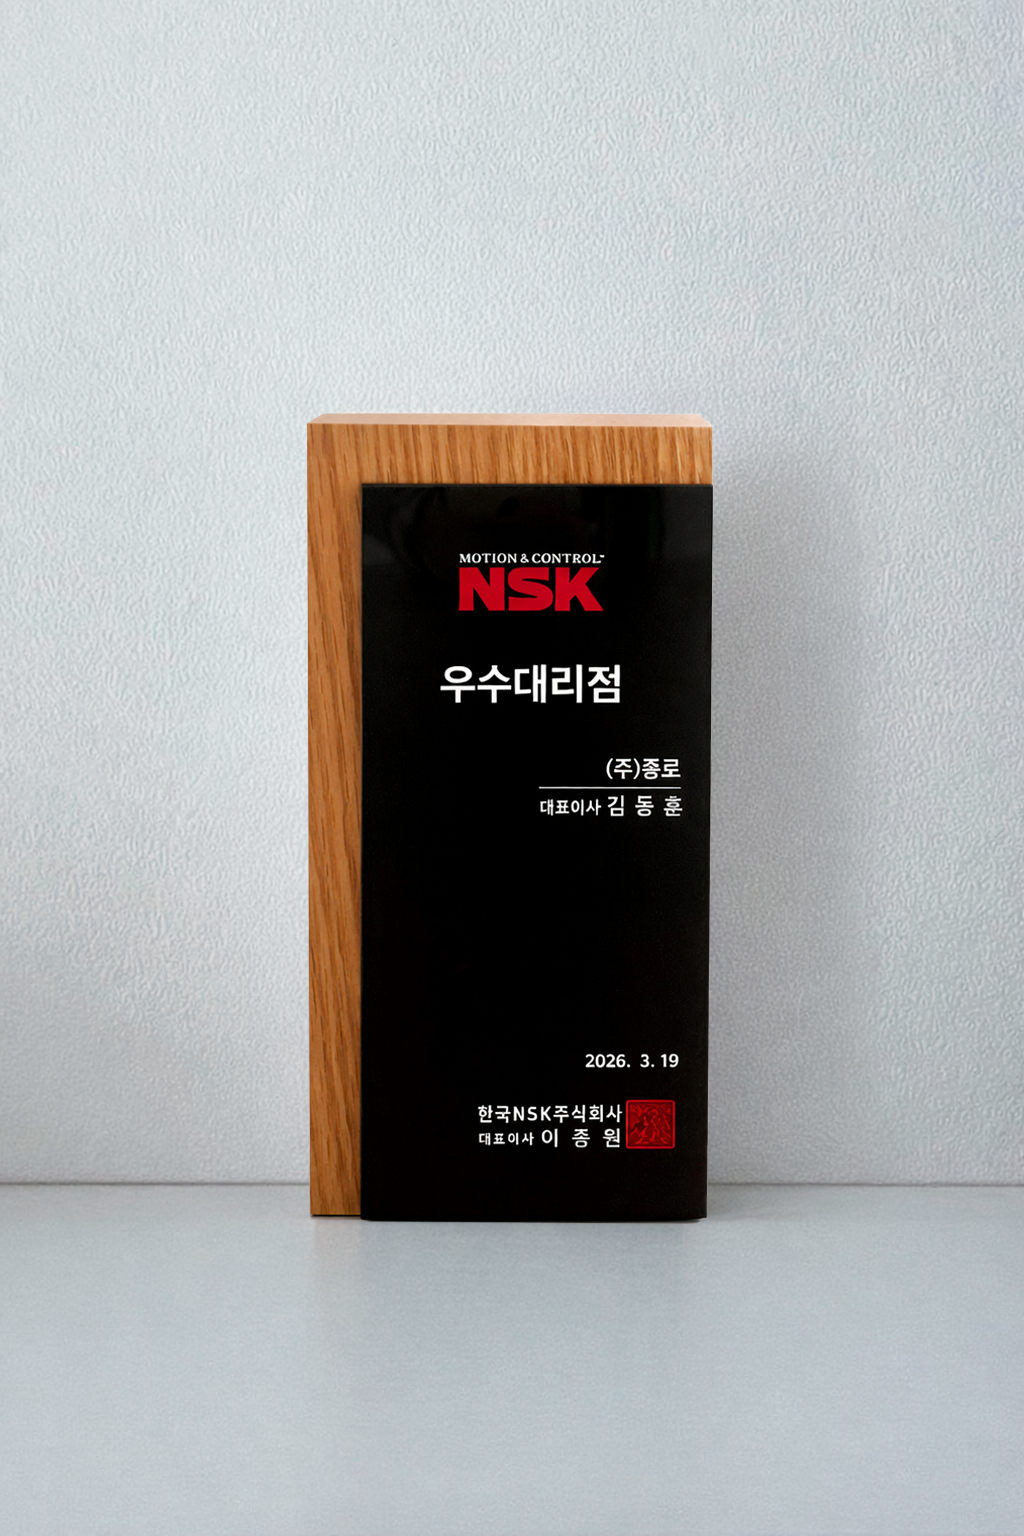 MOTION & CONTROL™
NSK
우수대리점
(주)종로
대표이사 김 동 훈
2026. 3. 19
한국NSK주식회사
대표이사 이 종 원